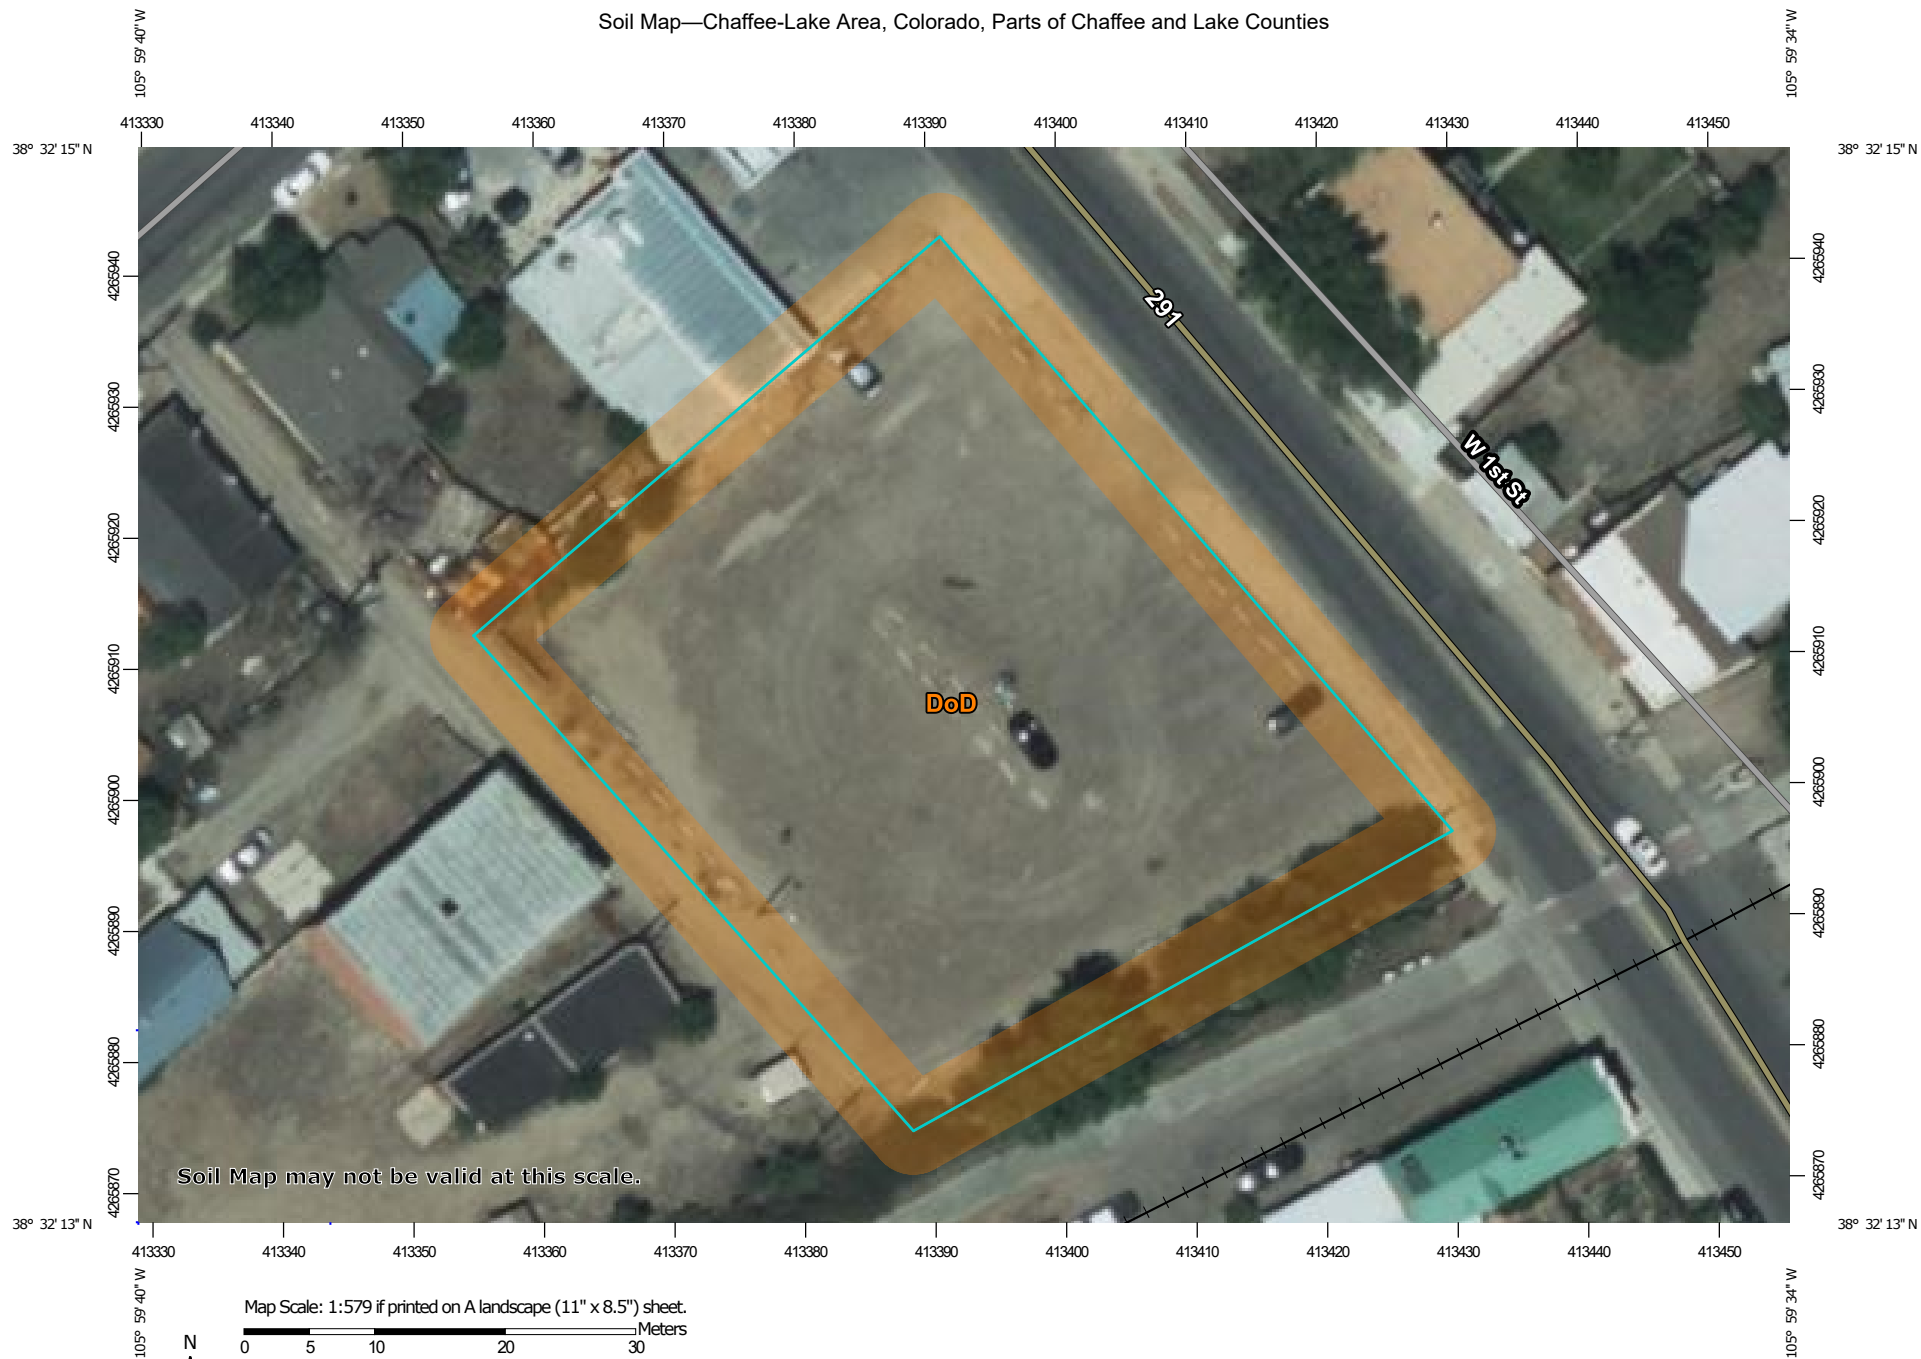 Soil Map—Chaffee-Lake Area, Colorado, Parts of Chaffee and Lake Counties
105° 59' 40'' W
105° 59' 34'' W
413330 413340 413350 413360 413370 413380 413390 413400 413410 413420 413430 413440 413450
38° 32' 15'' N
38° 32' 15'' N
4265940
4265940
291
4265930
4265930
W 1st St
4265920
4265920
4265910
4265910
DoD
4265900
4265900
4265890
4265890
4265880
4265880
4265870
4265870
Soil Map may not be valid at this scale.
38° 32' 13'' N
38° 32' 13'' N
413330 413340 413350 413360 413370 413380 413390 413400 413410 413420 413430 413440 413450
105° 59' 40'' W
105° 59' 34'' W
Map Scale: 1:579 if printed on A landscape (11" x 8.5") sheet.
Meters
N
0 5 10 20 30